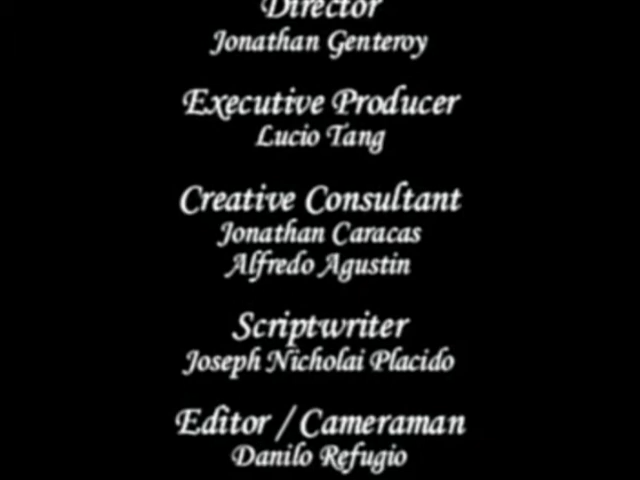 Director
Jonathan Genteroy
Executive Producer
Lucio Tang
Creative Consultant
Jonathan Caracas
Alfredo Agustin
Scriptwriter
Joseph Nicholai Placido
Editor / Cameraman
Danilo Refugio